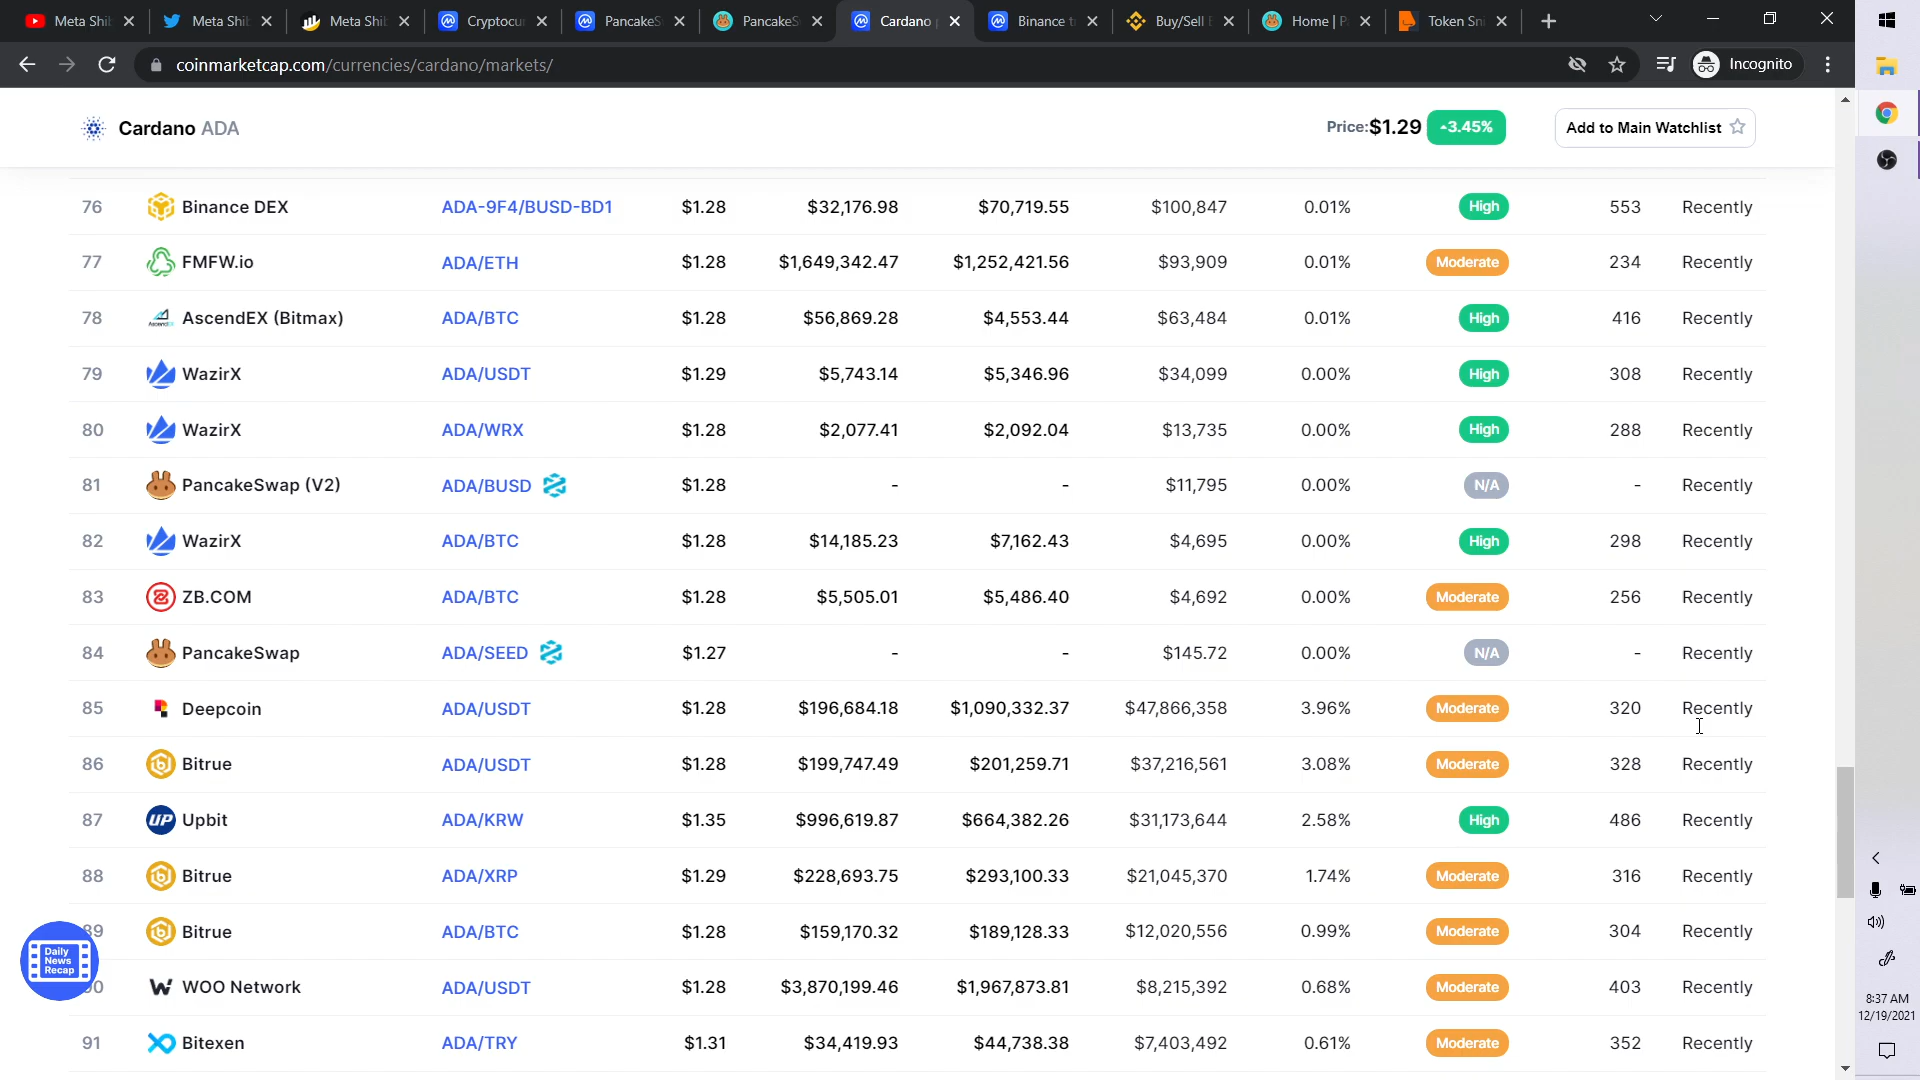 Meta Shi
Meta Shi
Meta Shi
Cryptocu
PancakeS
PancakeS
Cardano p
Binance t
Buy/Sell B
Home | P
Token Sn
coinmarketcap.com/currencies/cardano/markets/
Incognito
Cardano ADA
Price:$1.29 3.45%
Add to Main Watchlist
76 Binance DEX ADA-9F4/BUSD-BD1 $1.28 $32,176.98 $70,719.55 $100,847 0.01% High 553 Recently
77 FMFW.io ADA/ETH $1.28 $1,649,342.47 $1,252,421.56 $93,909 0.01% Moderate 234 Recently
78 AscendEX (Bitmax) ADA/BTC $1.28 $56,869.28 $4,553.44 $63,484 0.01% High 416 Recently
79 WazirX ADA/USDT $1.29 $5,743.14 $5,346.96 $34,099 0.00% High 308 Recently
80 WazirX ADA/WRX $1.28 $2,077.41 $2,092.04 $13,735 0.00% High 288 Recently
81 PancakeSwap (V2) ADA/BUSD $1.28 - - $11,795 0.00% N/A - Recently
82 WazirX ADA/BTC $1.28 $14,185.23 $7,162.43 $4,695 0.00% High 298 Recently
83 ZB.COM ADA/BTC $1.28 $5,505.01 $5,486.40 $4,692 0.00% Moderate 256 Recently
84 PancakeSwap ADA/SEED $1.27 - - $145.72 0.00% N/A - Recently
85 Deepcoin ADA/USDT $1.28 $196,684.18 $1,090,332.37 $47,866,358 3.96% Moderate 320 Recently
86 Bitrue ADA/USDT $1.28 $199,747.49 $201,259.71 $37,216,561 3.08% Moderate 328 Recently
87 UP Upbit ADA/KRW $1.35 $996,619.87 $664,382.26 $31,173,644 2.58% High 486 Recently
88 Bitrue ADA/XRP $1.29 $228,693.75 $293,100.33 $21,045,370 1.74% Moderate 316 Recently
89 Bitrue ADA/BTC $1.28 $159,170.32 $189,128.33 $12,020,556 0.99% Moderate 304 Recently
90 WOO Network ADA/USDT $1.28 $3,870,199.46 $1,967,873.81 $8,215,392 0.68% Moderate 403 Recently
91 Bitexen ADA/TRY $1.31 $34,419.93 $44,738.38 $7,403,492 0.61% Moderate 352 Recently
Daily
News
Recap
8:37 AM
12/19/2021